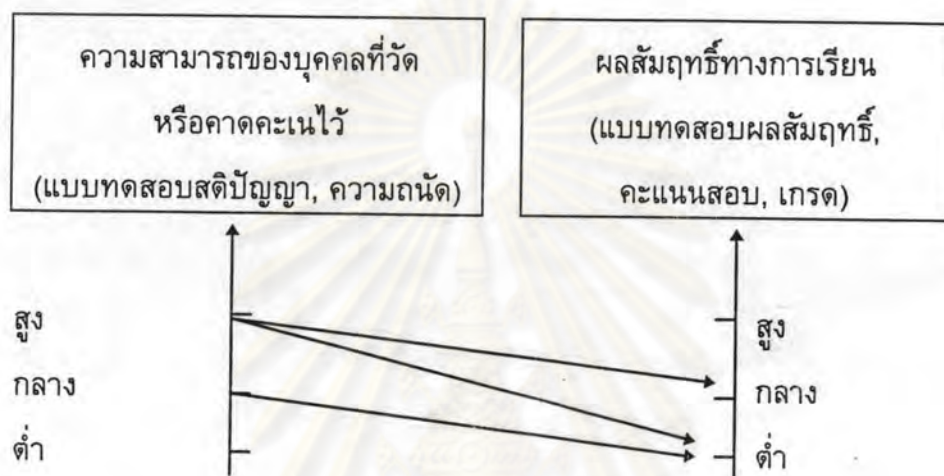 ความสามารถของบุคคลที่วัด
หรือคาดคะเนไว้
(แบบทดสอบสติปัญญา, ความถนัด)
ผลสัมฤทธิ์ทางการเรียน
(แบบทดสอบผลสัมฤทธิ์,
คะแนนสอบ, เกรด)
สูง
กลาง
ต่ำ
สูง
กลาง
ต่ำ